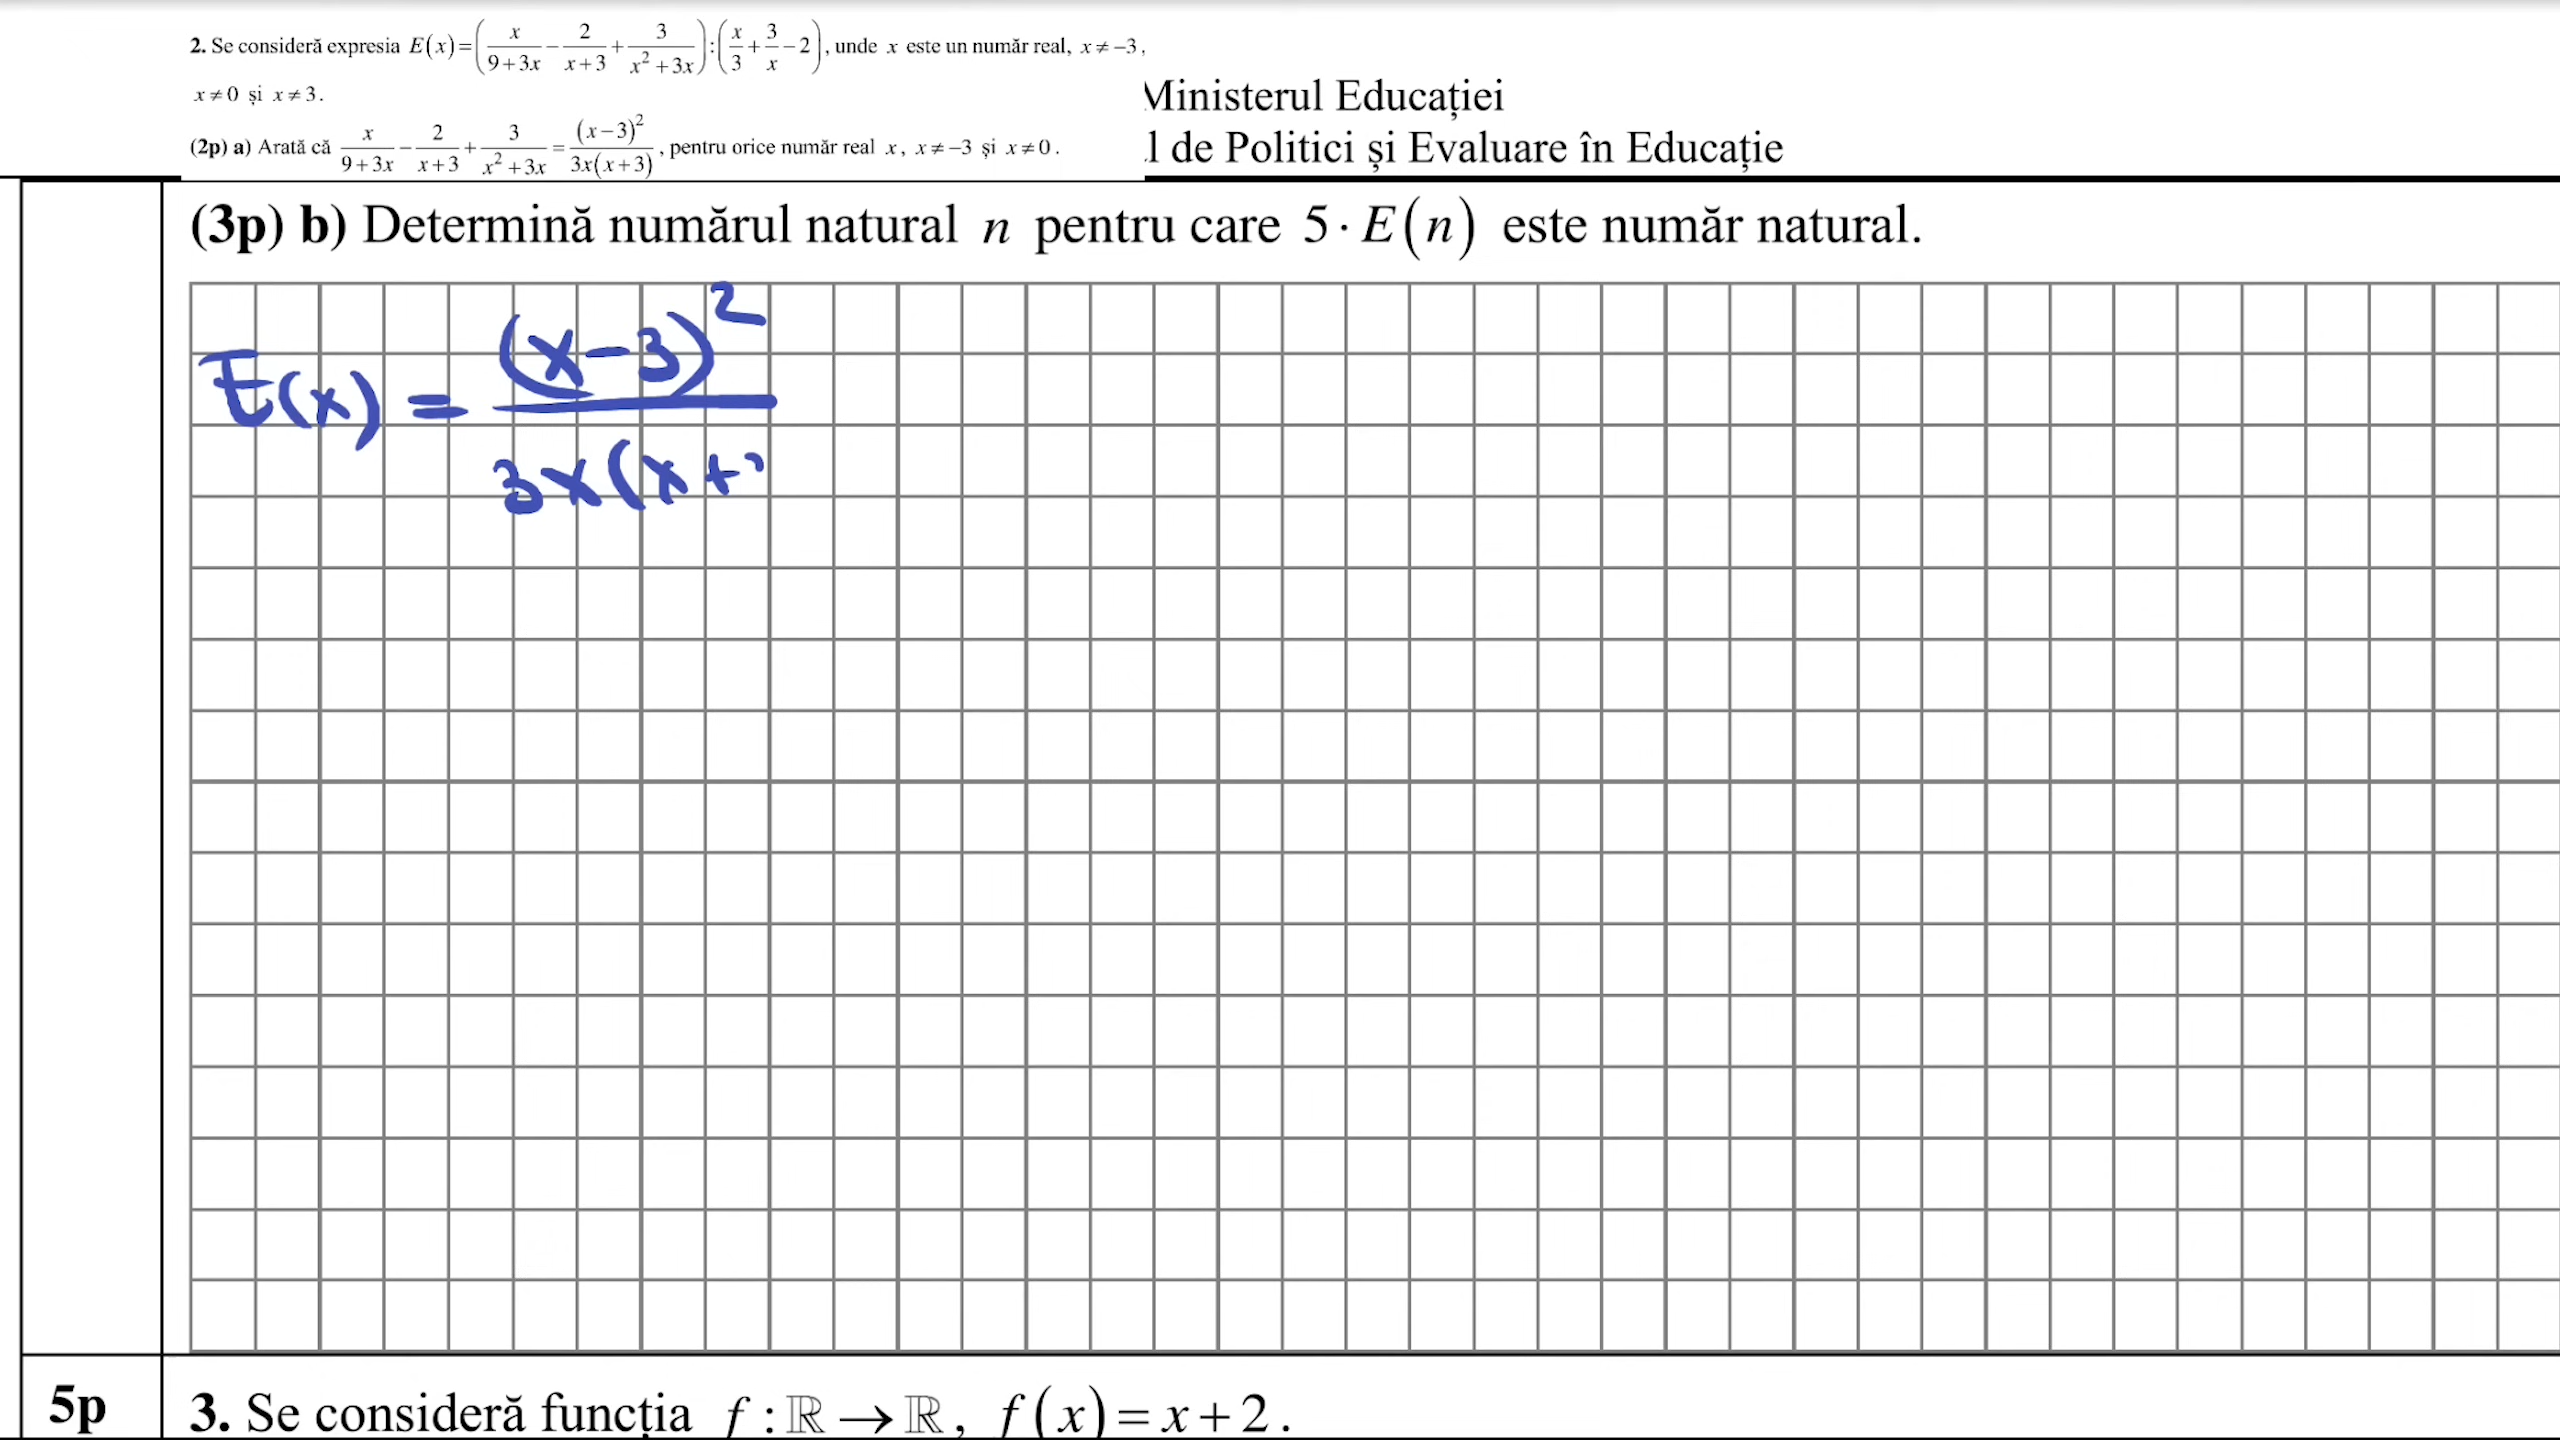 2. Se consideră expresia E(x)=(x/(9+3x) − 2/(x+3) + 3/(x²+3x)):(x/3 + 3/x − 2), unde x este un număr real, x≠−3,
x≠0 și x≠3.
Ministerul Educației
(2p) a) Arată că x/(9+3x) − 2/(x+3) + 3/(x²+3x) = (x−3)²/(3x(x+3)), pentru orice număr real x, x≠−3 și x≠0.
l de Politici și Evaluare în Educație
(3p) b) Determină numărul natural n pentru care 5·E(n) este număr natural.
E(x) = (x−3)²
3x(x+
5p 3. Se consideră funcția f:ℝ→ℝ, f(x)=x+2.